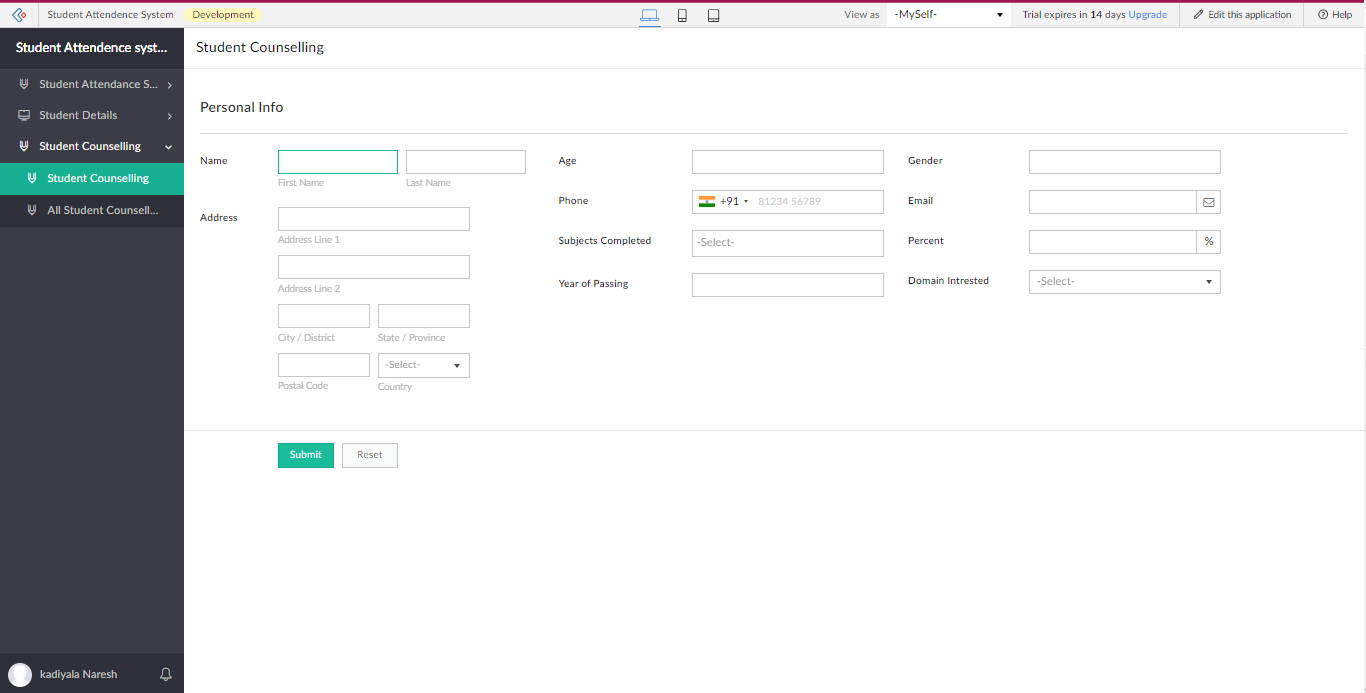 Student Attendence System Development View as -MySelf- Trial expires in 14 days Upgrade Edit this application Help
Student Attendence syst...
Student Attendance S...
Student Details
Student Counselling
Student Counselling
All Student Counsell...
kadiyala Naresh
Student Counselling
Personal Info
Name
First Name Last Name
Address
Address Line 1
Address Line 2
City / District State / Province
-Select-
Postal Code Country
Age
Phone +91 81234 56789
Subjects Completed -Select-
Year of Passing
Gender
Email
Percent %
Domain Intrested -Select-
Submit Reset